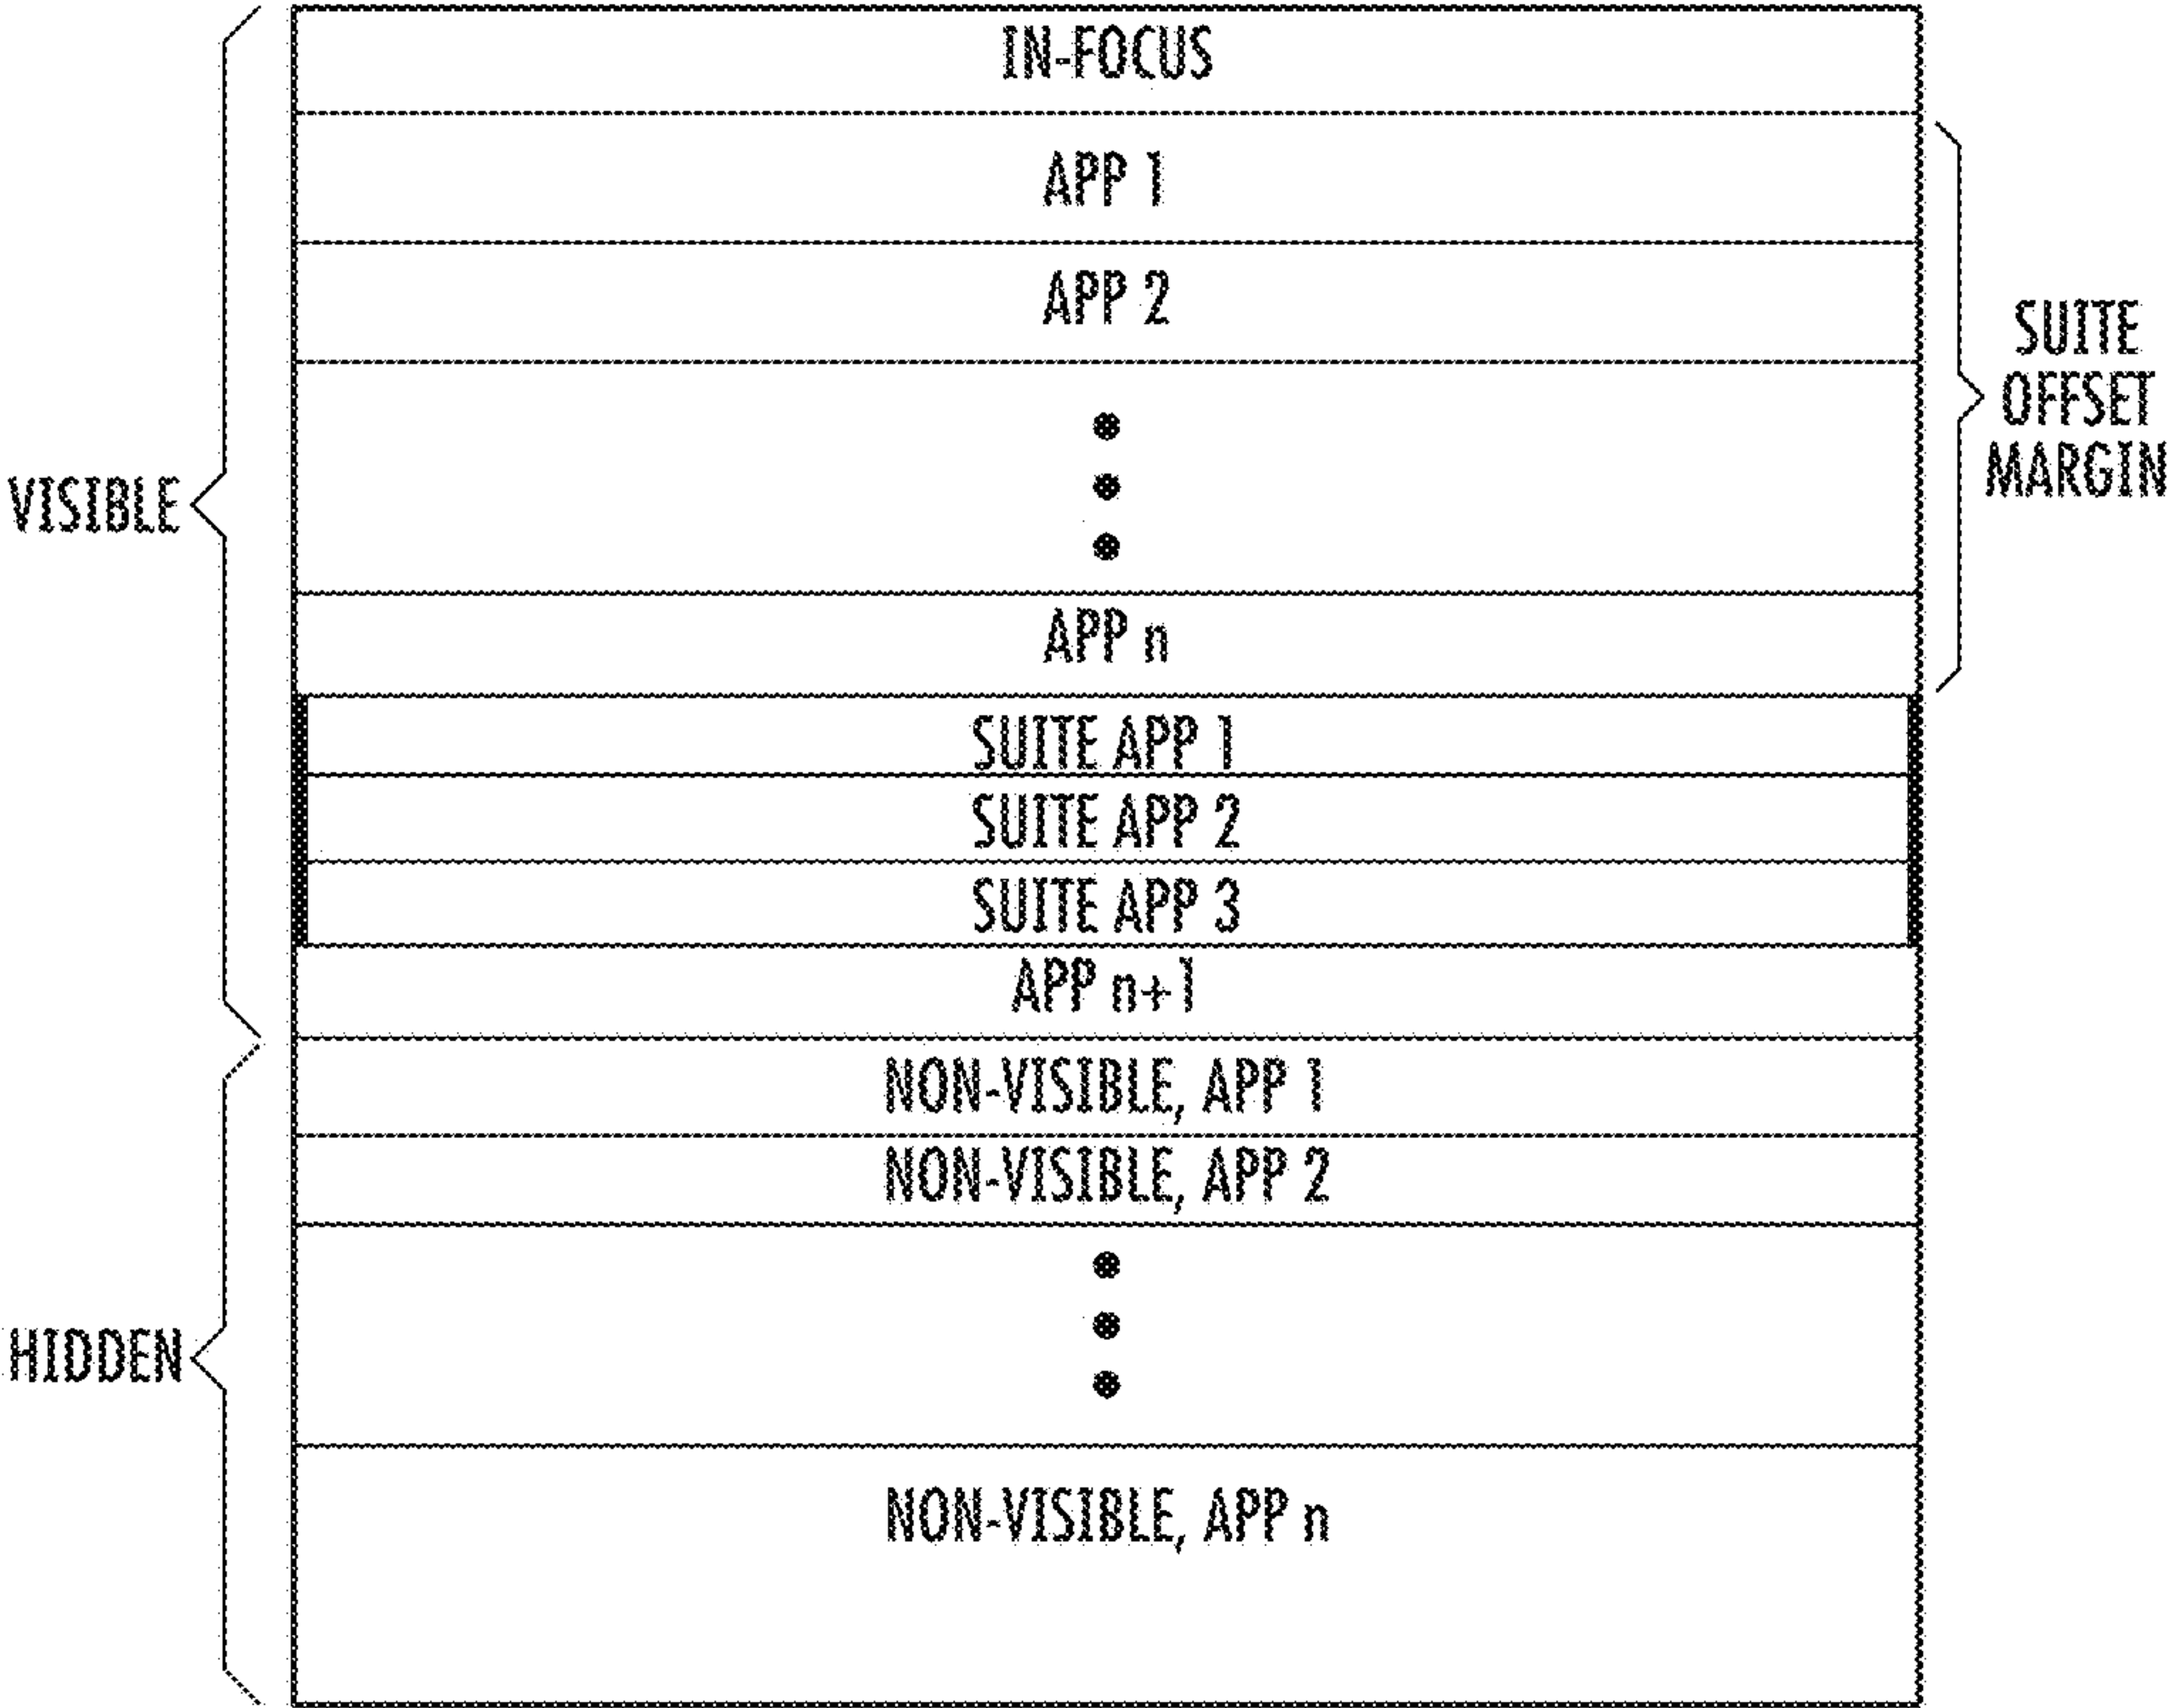 IN-FOCUS
APP 1
APP 2
APP n
SUITE
OFFSET
MARGIN
VISIBLE
SUITE APP 1
SUITE APP 2
SUITE APP 3
APP n+1
NON-VISIBLE, APP 1
NON-VISIBLE, APP 2
HIDDEN
NON-VISIBLE, APP n